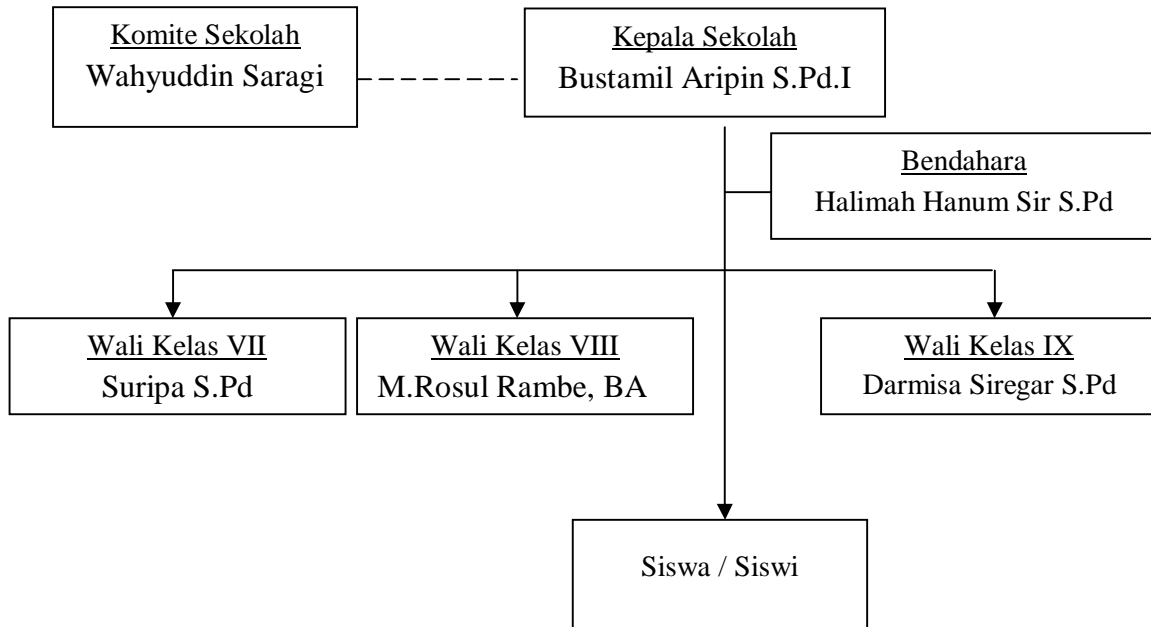 Komite Sekolah
Wahyuddin Saragi
Kepala Sekolah
Bustamil Aripin S.Pd.I
Bendahara
Halimah Hanum Sir S.Pd
Wali Kelas VII
Suripa S.Pd
Wali Kelas VIII
M.Rosul Rambe, BA
Wali Kelas IX
Darmisa Siregar S.Pd
Siswa / Siswi